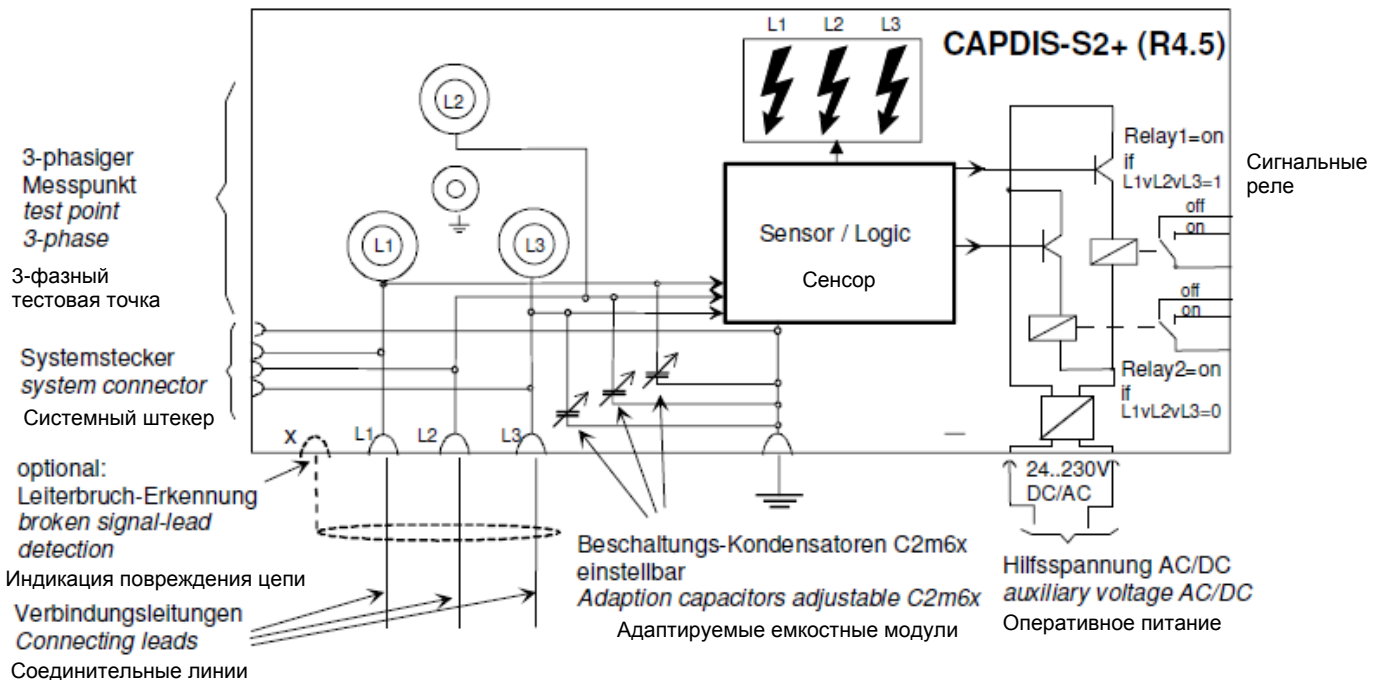 L1 L2 L3
CAPDIS-S2+ (R4.5)
L2
L1
L3
3-phasiger
Messpunkt
test point
3-phase
3-фазный
тестовая точка
Sensor / Logic
Сенсор
Relay1=on
if
L1vL2vL3=1
off
on
Сигнальные
реле
off
on
Relay2=on
if
L1vL2vL3=0
Systemstecker
system connector
Системный штекер
X L1 L2 L3
optional:
Leiterbruch-Erkennung
broken signal-lead
detection
Индикация повреждения цепи
Verbindungsleitungen
Connecting leads
Соединительные линии
Beschaltungs-Kondensatoren C2m6x
einstellbar
Adaption capacitors adjustable C2m6x
Адаптируемые емкостные модули
24..230V
DC/AC
Hilfsspannung AC/DC
auxiliary voltage AC/DC
Оперативное питание